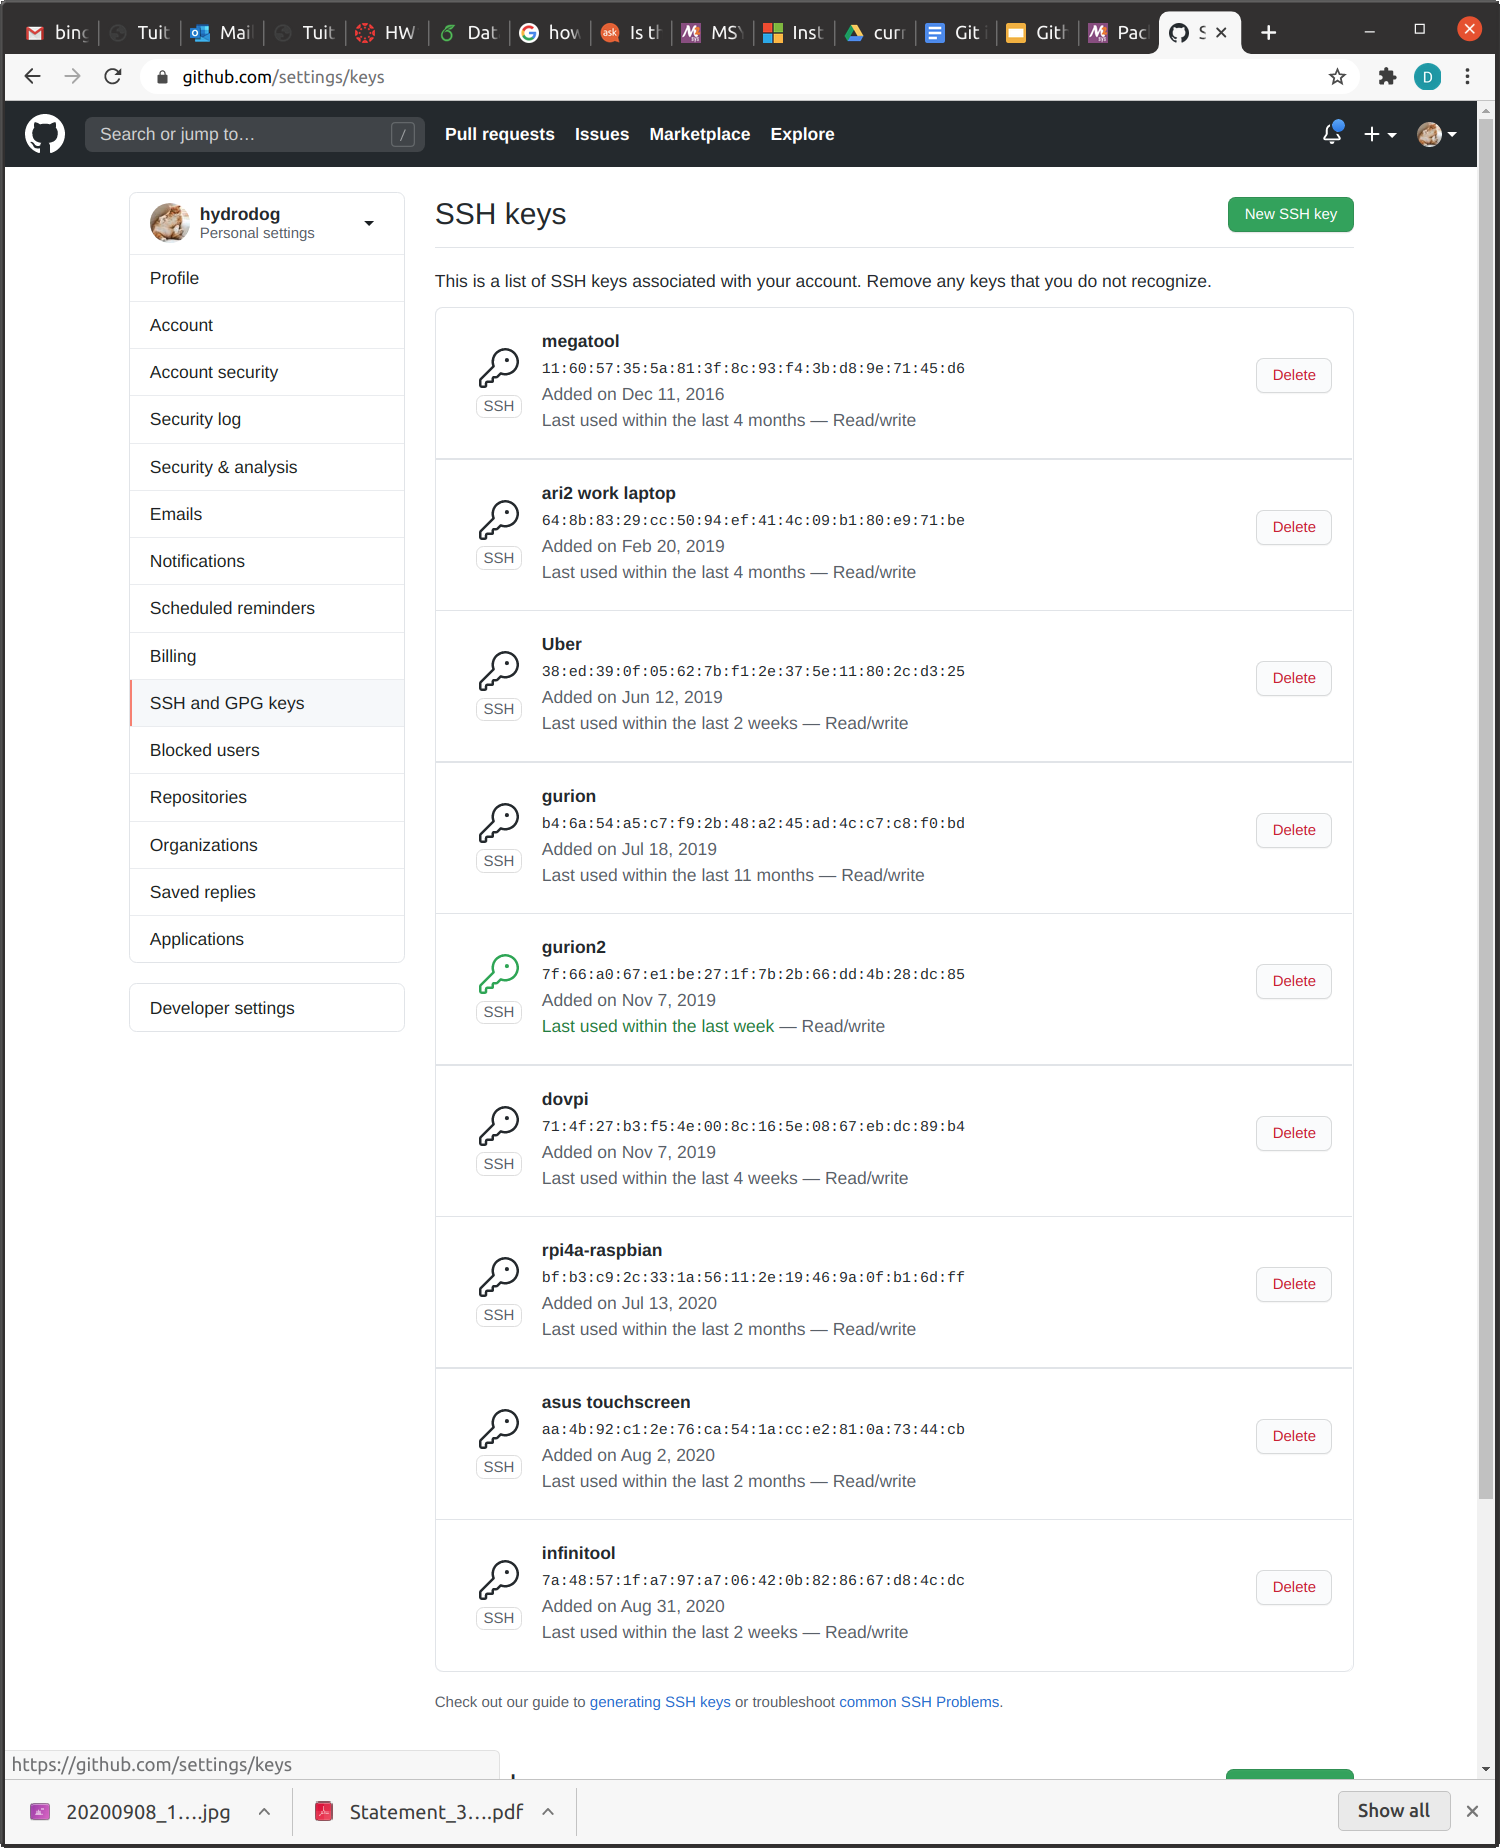 bing
Tuit
Mail
Tuit
HW
Dat
how
ask
Is th
MSY
Inst
curr
Git i
Gith
Pac
S
github.com/settings/keys
D
Search or jump to…
/
Pull requests
Issues
Marketplace
Explore
hydrodog
Personal settings
Profile
Account
Account security
Security log
Security & analysis
Emails
Notifications
Scheduled reminders
Billing
SSH and GPG keys
Blocked users
Repositories
Organizations
Saved replies
Applications
Developer settings
SSH keys
New SSH key
This is a list of SSH keys associated with your account. Remove any keys that you do not recognize.
SSH
megatool
11:60:57:35:5a:81:3f:8c:93:f4:3b:d8:9e:71:45:d6
Added on Dec 11, 2016
Last used within the last 4 months — Read/write
Delete
SSH
ari2 work laptop
64:8b:83:29:cc:50:94:ef:41:4c:09:b1:80:e9:71:be
Added on Feb 20, 2019
Last used within the last 4 months — Read/write
Delete
SSH
Uber
38:ed:39:0f:05:62:7b:f1:2e:37:5e:11:80:2c:d3:25
Added on Jun 12, 2019
Last used within the last 2 weeks — Read/write
Delete
SSH
gurion
b4:6a:54:a5:c7:f9:2b:48:a2:45:ad:4c:c7:c8:f0:bd
Added on Jul 18, 2019
Last used within the last 11 months — Read/write
Delete
SSH
gurion2
7f:66:a0:67:e1:be:27:1f:7b:2b:66:dd:4b:28:dc:85
Added on Nov 7, 2019
Last used within the last week — Read/write
Delete
SSH
dovpi
71:4f:27:b3:f5:4e:00:8c:16:5e:08:67:eb:dc:89:b4
Added on Nov 7, 2019
Last used within the last 4 weeks — Read/write
Delete
SSH
rpi4a-raspbian
bf:b3:c9:2c:33:1a:56:11:2e:19:46:9a:0f:b1:6d:ff
Added on Jul 13, 2020
Last used within the last 2 months — Read/write
Delete
SSH
asus touchscreen
aa:4b:92:c1:2e:76:ca:54:1a:cc:e2:81:0a:73:44:cb
Added on Aug 2, 2020
Last used within the last 2 months — Read/write
Delete
SSH
infinitool
7a:48:57:1f:a7:97:a7:06:42:0b:82:86:67:d8:4c:dc
Added on Aug 31, 2020
Last used within the last 2 weeks — Read/write
Delete
Check out our guide to generating SSH keys or troubleshoot common SSH Problems.
https://github.com/settings/keys
20200908_1....jpg
Statement_3....pdf
Show all